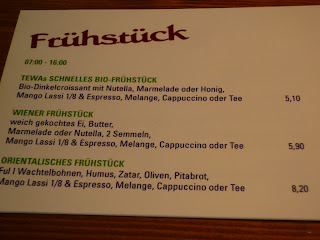 Frühstück
07:00 - 16:00
TEWAs SCHNELLES BIO-FRÜHSTÜCK
Bio-Dinkelcroissant mit Nutella, Marmelade oder Honig,
Mango Lassi 1/8 & Espresso, Melange, Cappuccino oder Tee 5,10
WIENER FRÜHSTÜCK
weich gekochtes Ei, Butter,
Marmelade oder Nutella, 2 Semmeln,
Mango Lassi 1/8 & Espresso, Melange, Cappuccino oder Tee 5,90
ORIENTALISCHES FRÜHSTÜCK
Ful I Wachtelbohnen, Humus, Zatar, Oliven, Pitabrot,
Mango Lassi 1/8 & Espresso, Melange, Cappuccino oder Tee 8,20